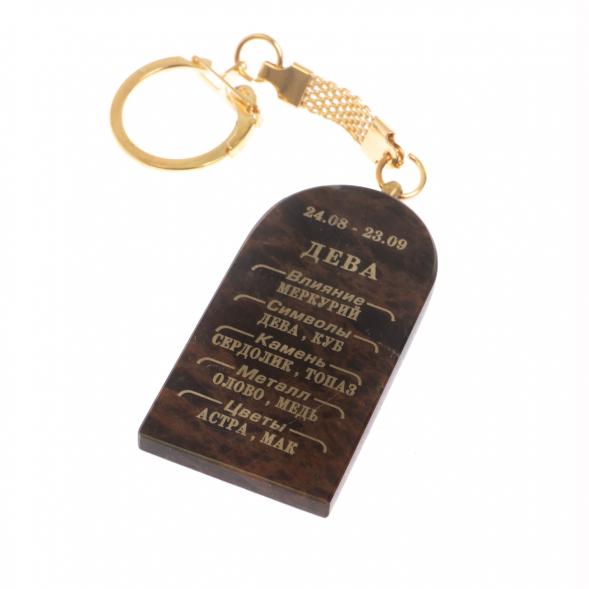 24.08 - 23.09
ДЕВА
Влияние
МЕРКУРИЙ
Символы
ДЕВА , КУБ
Камень
СЕРДОЛИК , ТОПАЗ
Металл
ОЛОВО , МЕДЬ
Цветы
АСТРА , МАК